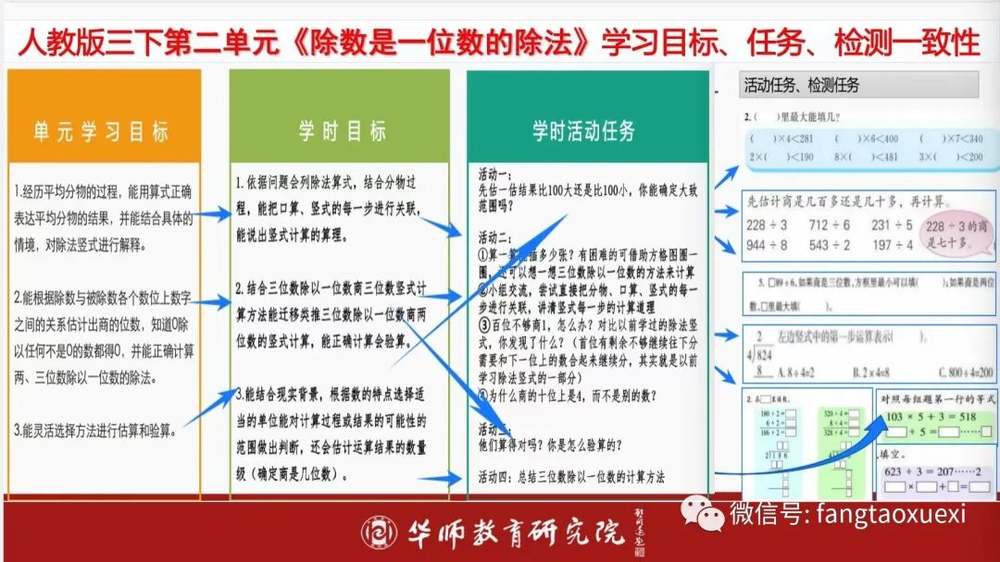 人教版三下第二单元《除数是一位数的除法》学习目标、任务、检测一致性
单元学习目标
1.经历平均分物的过程，能用算式正确
表达平均分物的结果，并能结合具体的
情境，对除法竖式进行解释。
2.能根据除数与被除数各个数位上数字
之间的关系估计出商的位数，知道0除
以任何不是0的数都得0，并能正确计算
两、三位数除以一位数的除法。
3.能灵活选择方法进行估算和验算。
学时目标
1.依据问题会列除法算式，结合分物过
程，能把口算、竖式的每一步进行关联，
能说出竖式计算的算理。
2.结合三位数除以一位数商三位数竖式计
算方法能迁移类推三位数除以一位数商两
位数的竖式计算，能正确计算会验算。
3.能结合现实背景，根据数的特点选择适
当的单位能对计算过程或结果的可能性的
范围做出判断，还会估计运算结果的数量
级（确定商是几位数）。
学时活动任务
活动一：
先估一估结果比100大还是比100小，你能确定大致
范围吗？
活动二：
①算一算 插多少张？有困难的可借助方格图圈一
圈，还可以想一想三位数除以一位数的方法来计算
②小组交流，尝试直接把分物、口算、竖式的每一
步进行关联，讲清竖式每一步的计算道理
③百位不够商1，怎么办？对比以前学过的除法竖
式，你发现了什么？（首位有剩余不够继续往下分
需要和下一位上的数合起来继续分，其实就是以前
学习除法竖式的一部分）
④为什么商的十位上是4，而不是别的数？
活动三：
他们算得对吗？你是怎么验算的？
活动四：总结三位数除以一位数的计算方法
活动任务、检测任务
2.（ ）里最大能填几？
（ ）×4<281 （ ）×6<400 （ ）×7<340
2×（ ）<190 8×（ ）<481 3×（ ）<200
先估计商是几百多还是几十多，再计算。
228 ÷ 3 712 ÷ 6 231 ÷ 5
944 ÷ 8 543 ÷ 2 197 ÷ 4
228 ÷ 3 的商
是七十多。
5. □89÷6,如果商是三位数,方框里最小可以填( );如果商是两位
数,□里最大填( )。
左边竖式中的第一步运算表示( )。
2
4)824
8
A. 8÷4=2 B. 2×4=8 C. 800÷4=200
2. 在□里填数。
180÷2=□
6÷2=□
186÷2=□
320÷4=□
8÷4=□
328÷4=□
2)186
对照每组题第一行的等式
103 × 5 + 3 = 518
□ ÷ 5 = □……□
填空。
623 ÷ 3 = 207……2
□×□+□=□
华师教育研究院
微信号: fangtaoxuexi